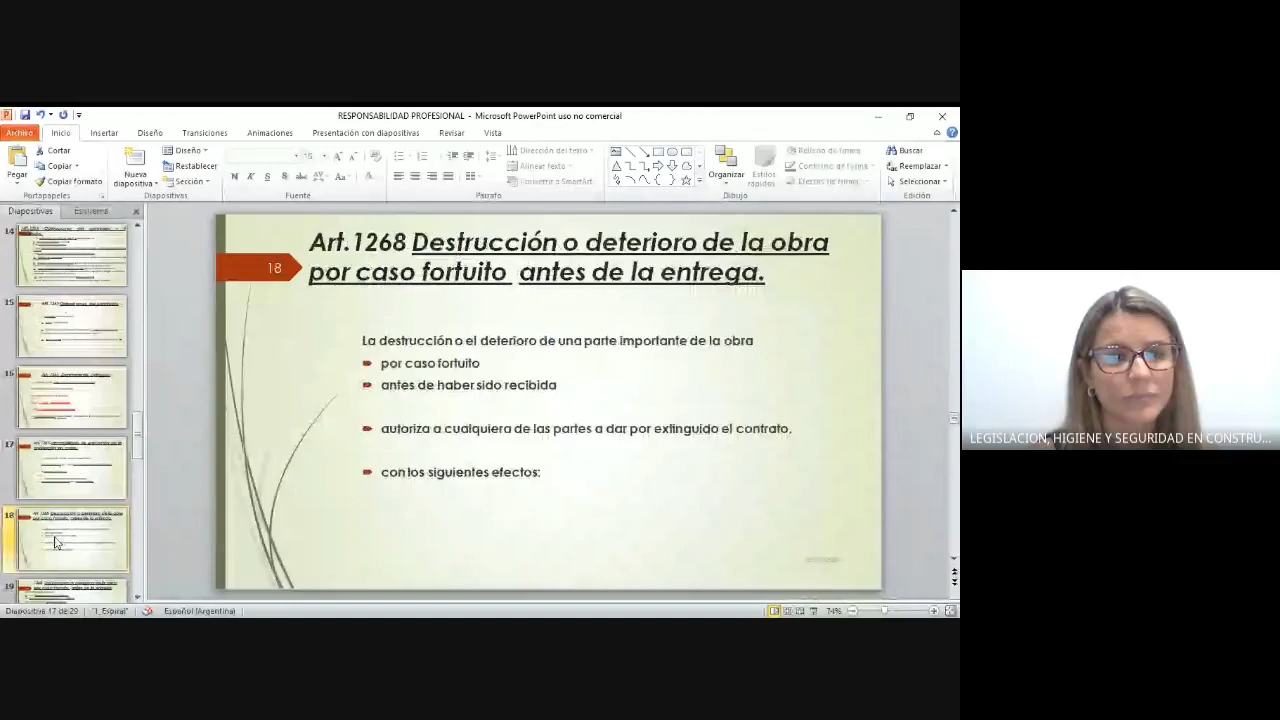 RESPONSABILIDAD PROFESIONAL - Microsoft PowerPoint uso no comercial
Archivo Inicio Insertar Diseño Transiciones Animaciones Presentación con diapositivas Revisar Vista
Pegar
Cortar
Copiar
Copiar formato
Portapapeles
Nueva diapositiva
Diseño
Restablecer
Sección
Diapositivas
Fuente
Dirección del texto
Alinear texto
Convertir a SmartArt
Párrafo
Organizar
Estilos rápidos
Relleno de forma
Contorno de forma
Efectos de forma
Dibujo
Buscar
Reemplazar
Seleccionar
Edición
Diapositivas Esquema
14
15
16
17
18
19
18
Art.1268 Destrucción o deterioro de la obra
por caso fortuito antes de la entrega.
La destrucción o el deterioro de una parte importante de la obra
por caso fortuito
antes de haber sido recibida
autoriza a cualquiera de las partes a dar por extinguido el contrato,
con los siguientes efectos:
LEGISLACION, HIGIENE Y SEGURIDAD EN CONSTRU...
Diapositiva 17 de 29 "1_Espiral" Español (Argentina) 74%